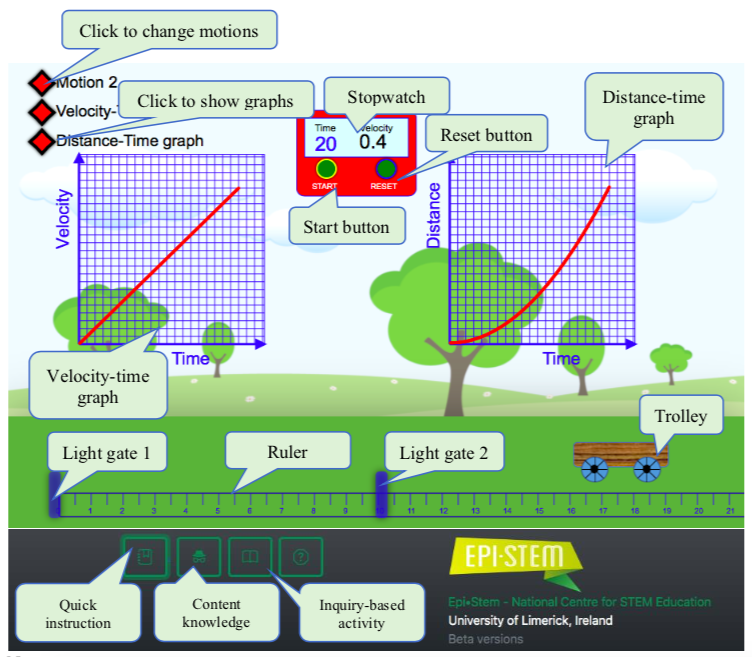 Click to change motions
Motion 2
Velocity-
Click to show graphs
Distance-Time graph
Stopwatch
Time
Velocity
20
0.4
START
RESET
Reset button
Start button
Distance-time
graph
Velocity
Time
Distance
Time
Velocity-time
graph
Trolley
Light gate 1
Ruler
Light gate 2
1 2 3 4 5 6 7 8 9 10 11 12 13 14 15 16 17 18 19 20 21
Quick
instruction
Content
knowledge
Inquiry-based
activity
EPI·STEM
Epi•Stem - National Centre for STEM Education
University of Limerick, Ireland
Beta versions